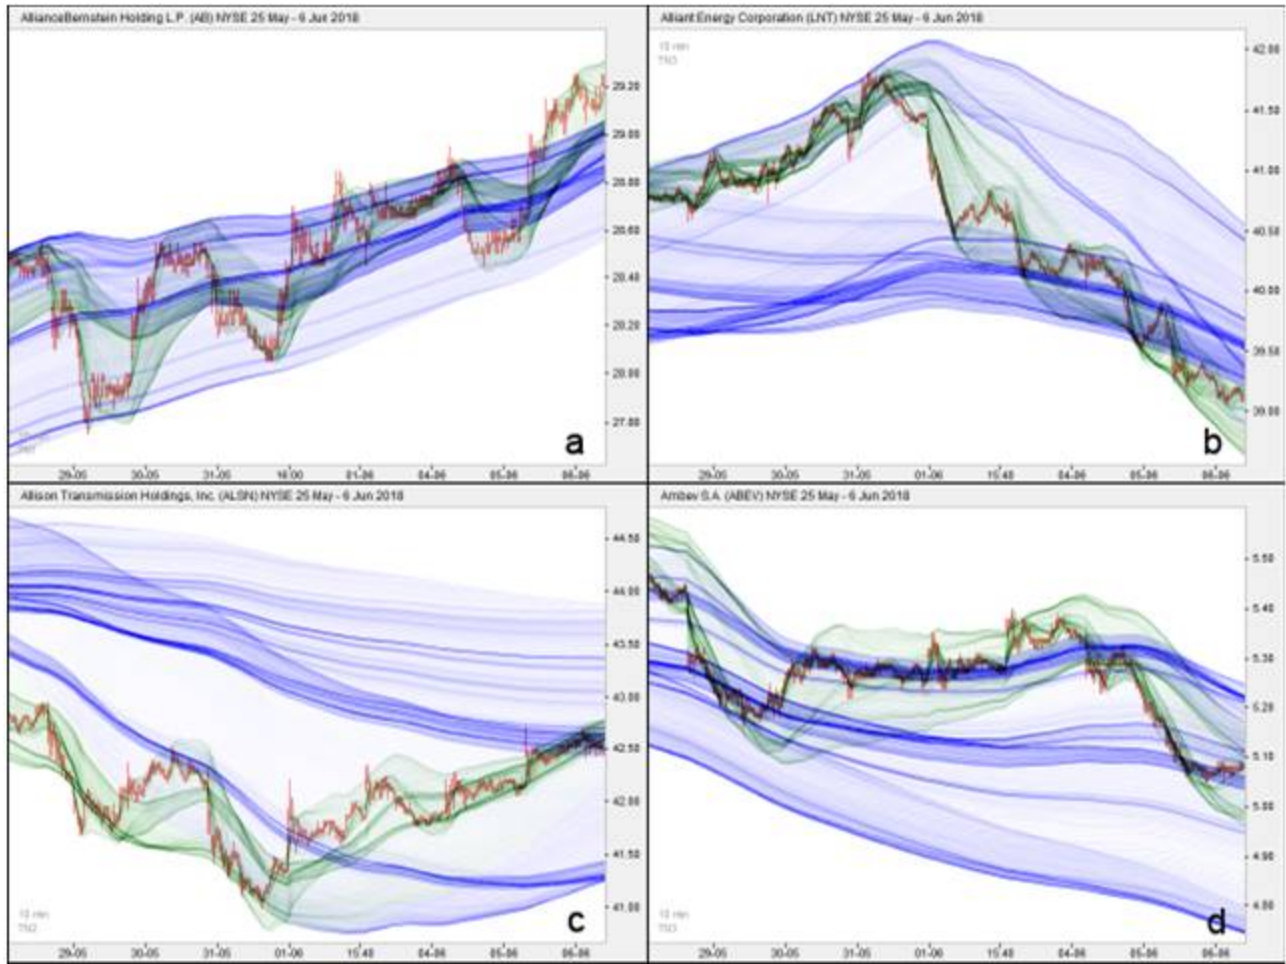 AllianceBernstein Holding L.P. (AB) NYSE 25 May - 6 Jun 2018
29.20
29.00
28.80
28.60
28.40
28.20
28.00
27.80
a
29-05 30-05 31-05 16:00 01-06 04-06 05-06 06-06
Alliant Energy Corporation (LNT) NYSE 25 May - 6 Jun 2018
10 min
TN3
42.00
41.50
41.00
40.50
40.00
39.50
39.00
b
29-05 30-05 31-05 01-06 15:40 04-06 05-06 06-06
Allison Transmission Holdings, Inc. (ALSN) NYSE 25 May - 6 Jun 2018
44.50
44.00
43.50
43.00
42.50
42.00
41.50
41.00
10 min
TN2
c
29-05 30-05 31-05 01-06 15:40 04-06 05-06 06-06
Ambev S.A. (ABEV) NYSE 25 May - 6 Jun 2018
5.50
5.40
5.30
5.20
5.10
5.00
4.90
4.80
10 min
TN3
d
29-05 30-05 31-05 01-06 15:40 04-06 05-06 06-06